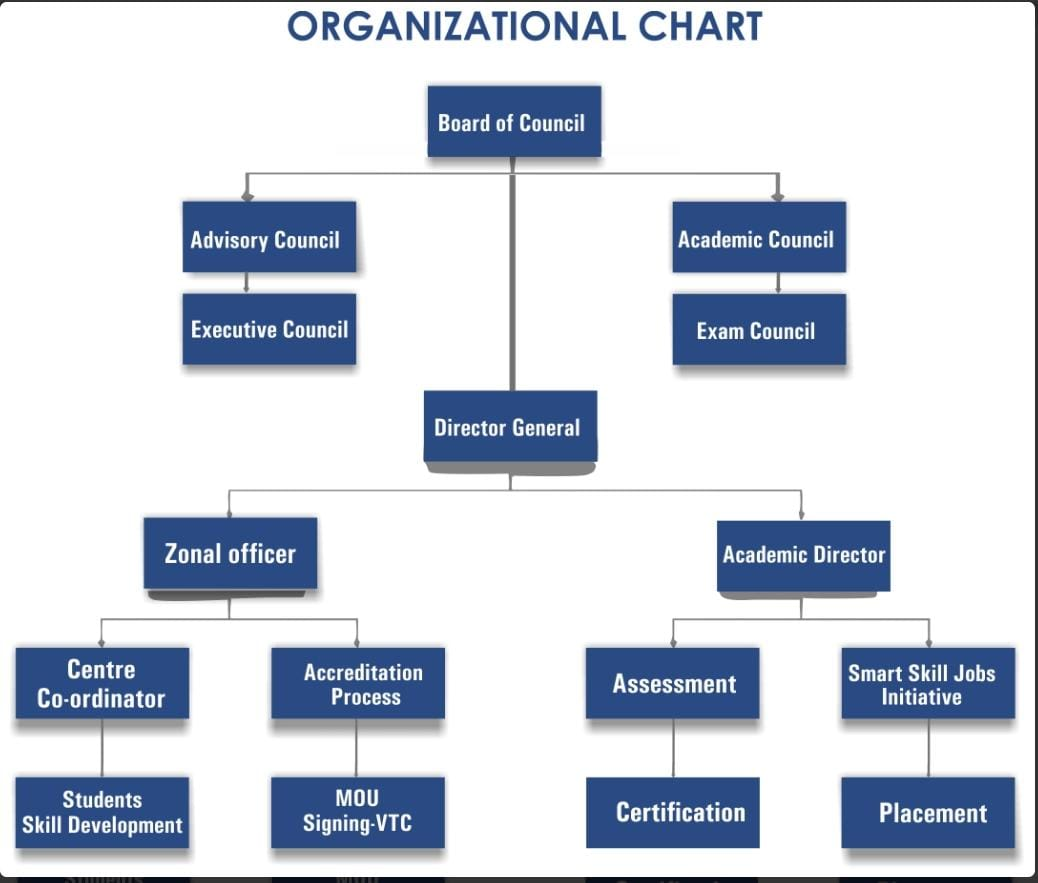 ORGANIZATIONAL CHART
Board of Council
Advisory Council
Academic Council
Executive Council
Exam Council
Director General
Zonal officer
Academic Director
Centre
Co-ordinator
Accreditation
Process
Assessment
Smart Skill Jobs
Initiative
Students
Skill Development
MOU
Signing-VTC
Certification
Placement